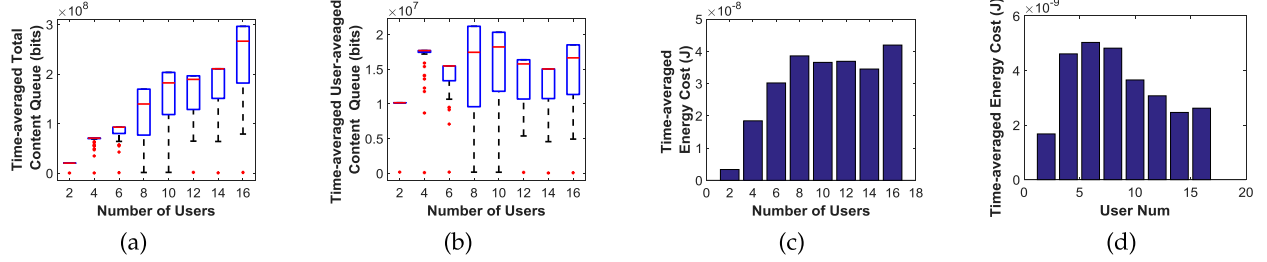 ×10^8
3
2
1
0
Time-averaged Total
Content Queue (bits)
2 4 6 8 10 12 14 16
Number of Users
(a)
×10^7
2
1.5
1
0.5
0
Time-averaged User-aveaged
Content Queue (bits)
2 4 6 8 10 12 14 16
Number of Users
(b)
×10^-8
5
4
3
2
1
0
Time-averaged
Energy Cost (J)
0 2 4 6 8 10 12 14 16 18
Number of Users
(c)
×10^-9
6
4
2
0
Time-averaged Energy Cost (J)
0 5 10 15 20
User Num
(d)